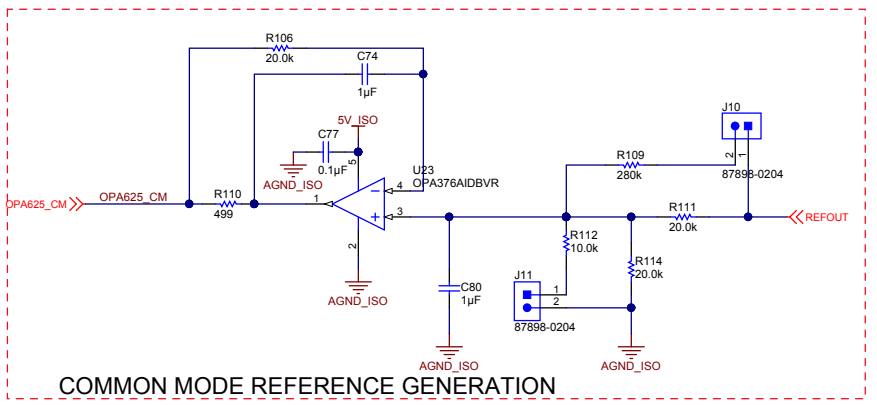 R106
20.0k
C74
1µF
J10
5V_ISO
C77
0.1µF
AGND_ISO
5
U23
OPA376AIDBVR
4
3
1
2
R109
280k
2
1
87898-0204
OPA625_CM
OPA625_CM
R110
499
R111
20.0k
REFOUT
R112
10.0k
R114
20.0k
J11
1
2
87898-0204
C80
1µF
AGND_ISO
AGND_ISO
AGND_ISO
COMMON MODE REFERENCE GENERATION